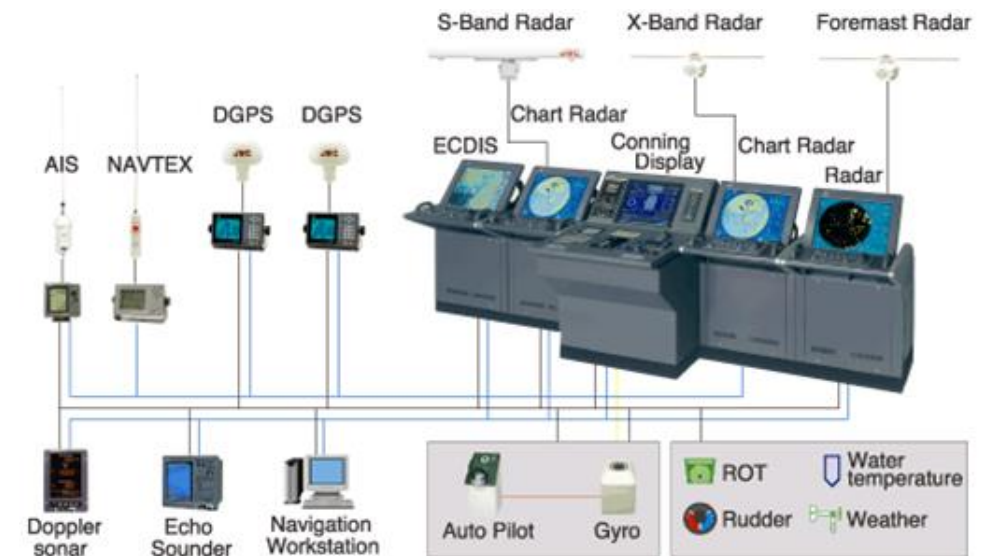 S-Band Radar
X-Band Radar
Foremast Radar
DGPS
DGPS
Chart Radar
AIS
NAVTEX
ECDIS
Conning
Display
Chart Radar
Radar
Doppler
sonar
Echo
Sounder
Navigation
Workstation
Auto Pilot
Gyro
ROT
Water
temperature
Rudder
Weather